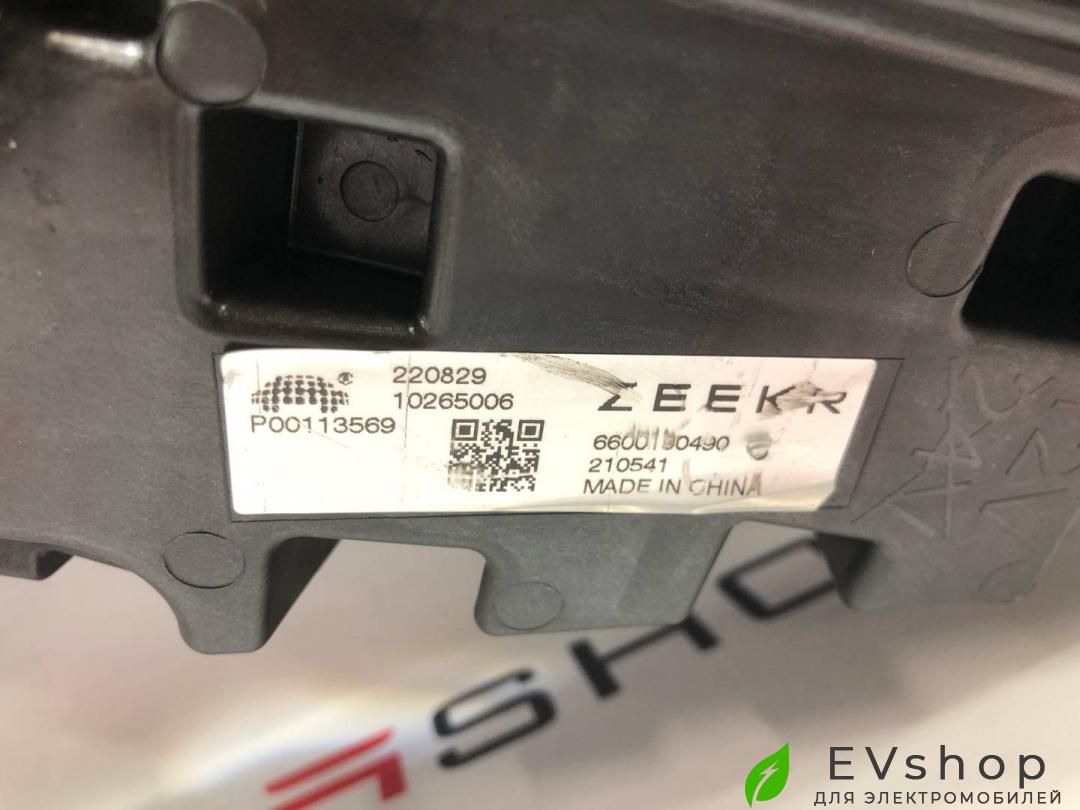 220829
10265006
P00113569
ZEEKR
210541
MADE IN CHINA
SHO
EVshop
ДЛЯ ЭЛЕКТРОМОБИЛЕЙ